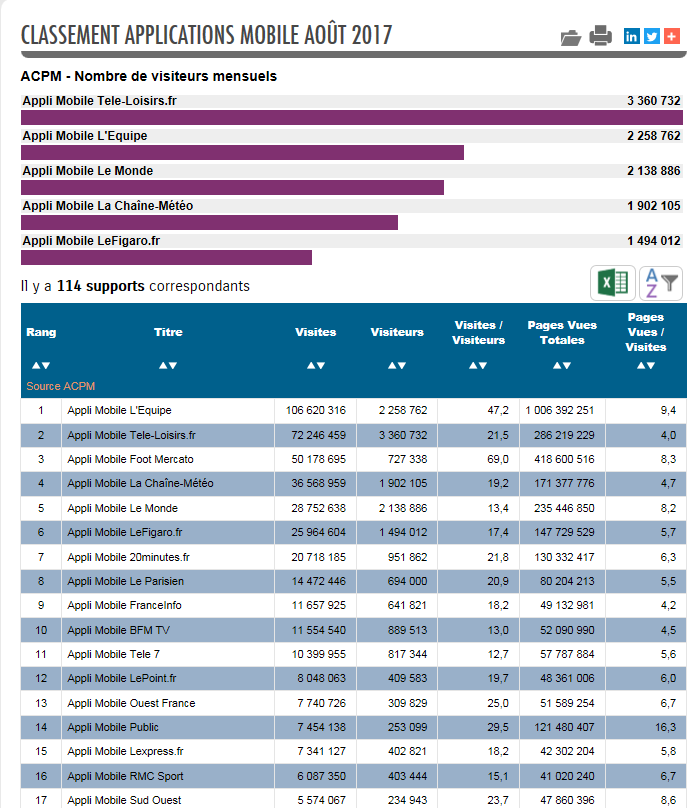 CLASSEMENT APPLICATIONS MOBILE AOÛT 2017
in
ACPM - Nombre de visiteurs mensuels
Appli Mobile Tele-Loisirs.fr 3 360 732
Appli Mobile L'Equipe 2 258 762
Appli Mobile Le Monde 2 138 886
Appli Mobile La Chaîne-Météo 1 902 105
Appli Mobile LeFigaro.fr 1 494 012
Il y a 114 supports correspondants
Rang Titre Visites Visiteurs Visites / Visiteurs Pages Vues Totales Pages Vues / Visites
Source ACPM
1 Appli Mobile L'Equipe 106 620 316 2 258 762 47,2 1 006 392 251 9,4
2 Appli Mobile Tele-Loisirs.fr 72 246 459 3 360 732 21,5 286 219 229 4,0
3 Appli Mobile Foot Mercato 50 178 695 727 338 69,0 418 600 516 8,3
4 Appli Mobile La Chaîne-Météo 36 568 959 1 902 105 19,2 171 377 776 4,7
5 Appli Mobile Le Monde 28 752 638 2 138 886 13,4 235 446 850 8,2
6 Appli Mobile LeFigaro.fr 25 964 604 1 494 012 17,4 147 729 529 5,7
7 Appli Mobile 20minutes.fr 20 718 185 951 862 21,8 130 332 417 6,3
8 Appli Mobile Le Parisien 14 472 446 694 000 20,9 80 204 213 5,5
9 Appli Mobile FranceInfo 11 657 925 641 821 18,2 49 132 981 4,2
10 Appli Mobile BFM TV 11 554 540 889 513 13,0 52 090 990 4,5
11 Appli Mobile Tele 7 10 399 955 817 344 12,7 57 787 884 5,6
12 Appli Mobile LePoint.fr 8 048 063 409 583 19,7 48 361 006 6,0
13 Appli Mobile Ouest France 7 740 726 309 829 25,0 51 589 254 6,7
14 Appli Mobile Public 7 454 138 253 099 29,5 121 480 407 16,3
15 Appli Mobile Lexpress.fr 7 341 127 402 821 18,2 42 302 204 5,8
16 Appli Mobile RMC Sport 6 087 350 403 444 15,1 41 020 240 6,7
17 Appli Mobile Sud Ouest 5 574 067 234 943 23,7 47 860 396 8,6